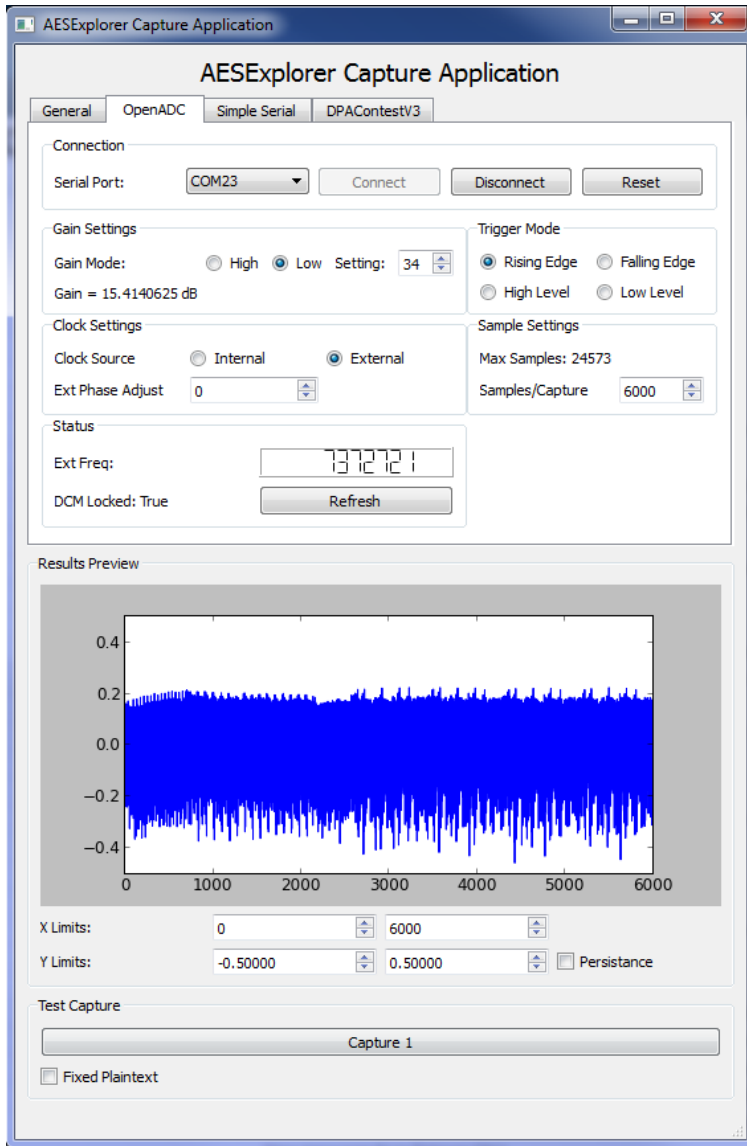 AESExplorer Capture Application
AESExplorer Capture Application
General OpenADC Simple Serial DPAContestV3
Connection
Serial Port: COM23 Connect Disconnect Reset
Gain Settings
Gain Mode: High Low Setting: 34
Gain = 15.4140625 dB
Trigger Mode
Rising Edge Falling Edge
High Level Low Level
Clock Settings
Clock Source Internal External
Ext Phase Adjust 0
Sample Settings
Max Samples: 24573
Samples/Capture 6000
Status
Ext Freq: 7372721
DCM Locked: True Refresh
Results Preview
0.4
0.2
0.0
−0.2
−0.4
0 1000 2000 3000 4000 5000 6000
X Limits: 0 6000
Y Limits: -0.50000 0.50000 Persistance
Test Capture
Capture 1
Fixed Plaintext